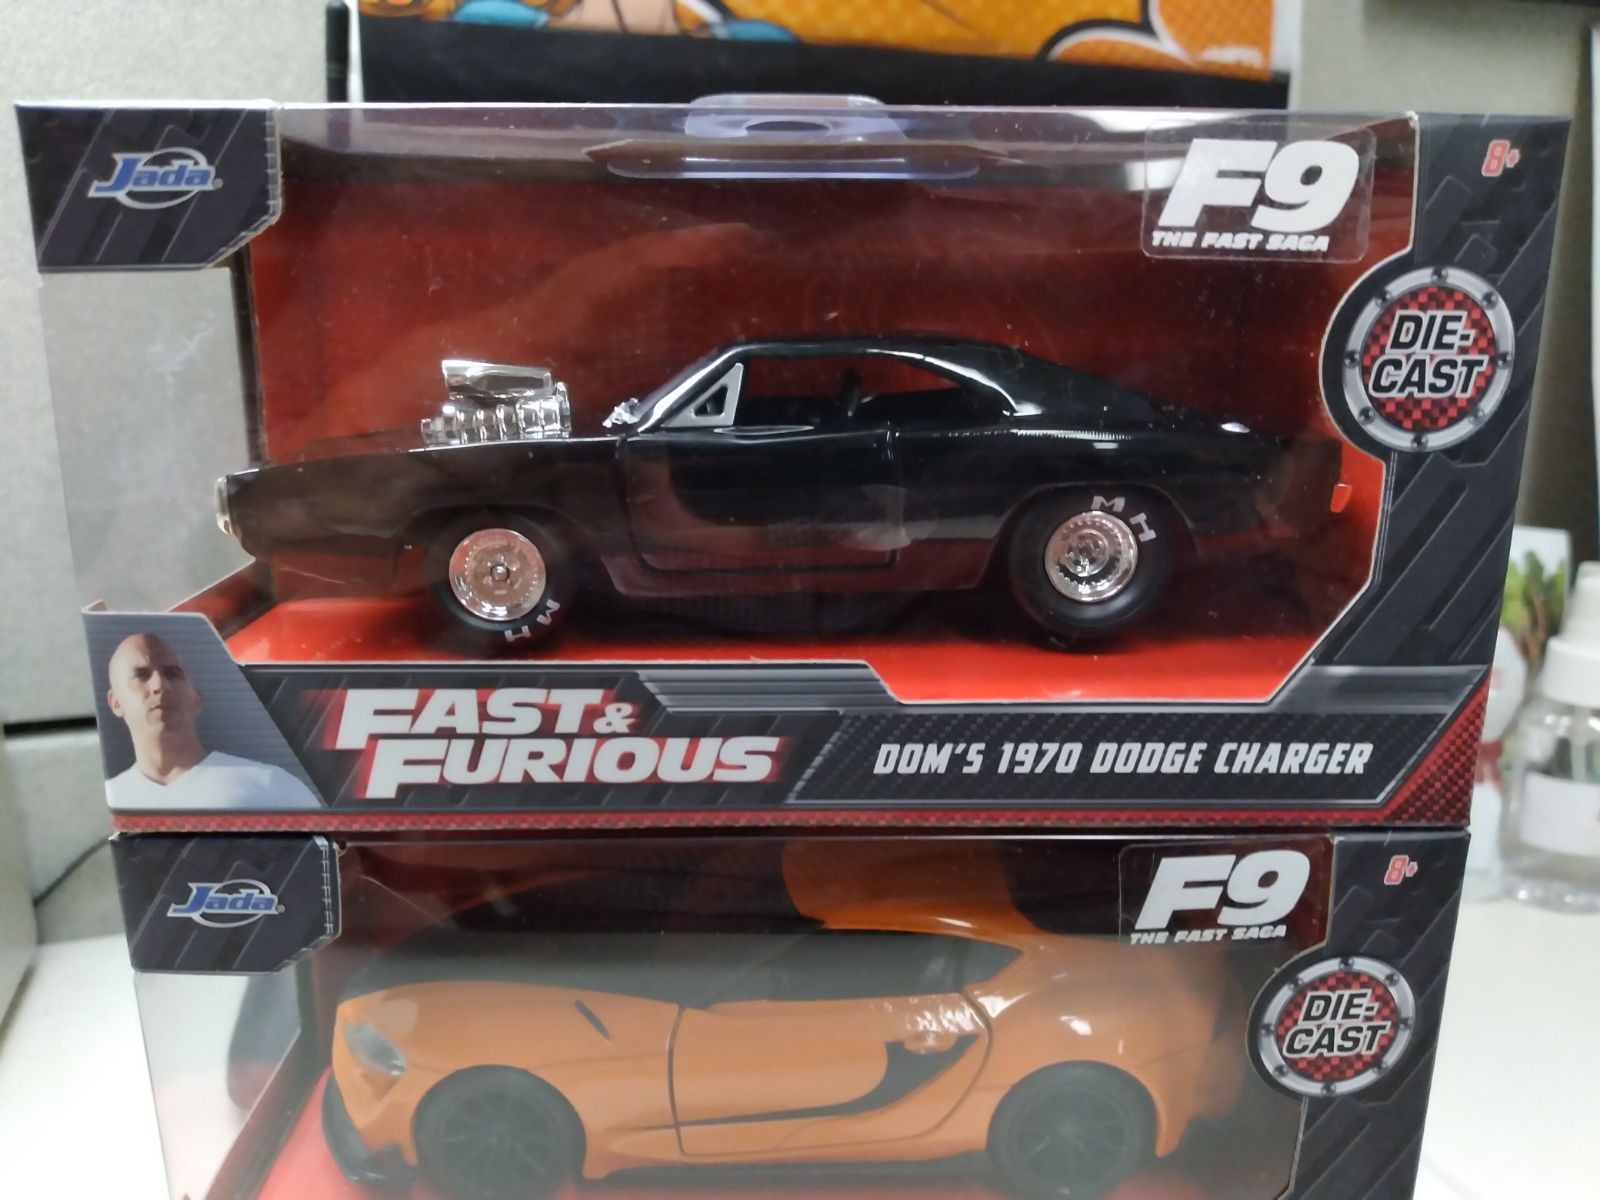 Jada
F9
THE FAST SAGA
8+
DIE-
CAST
M H
M H
FAST &
FURIOUS
DOM'S 1970 DODGE CHARGER
Jada
F9
THE FAST SAGA
8+
DIE-
CAST